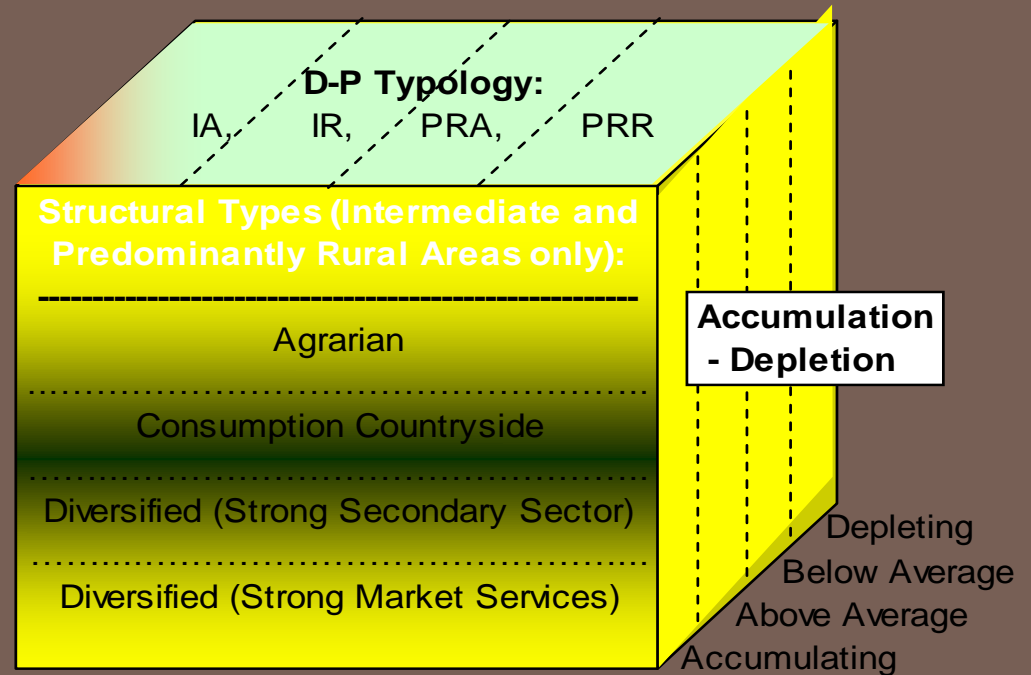 D-P Typology:
IA, IR, PRA, PRR
Structural Types (Intermediate and
Predominantly Rural Areas only):
Agrarian
Consumption Countryside
Diversified (Strong Secondary Sector)
Diversified (Strong Market Services)
Accumulation
- Depletion
Depleting
Below Average
Above Average
Accumulating